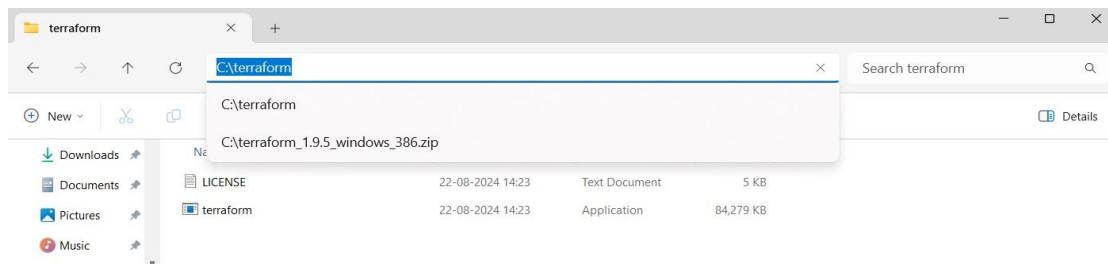 terraform
C:\terraform
Search terraform
New
Details
C:\terraform
C:\terraform_1.9.5_windows_386.zip
Downloads
Na
Documents
LICENSE 22-08-2024 14:23 Text Document 5 KB
Pictures
terraform 22-08-2024 14:23 Application 84,279 KB
Music